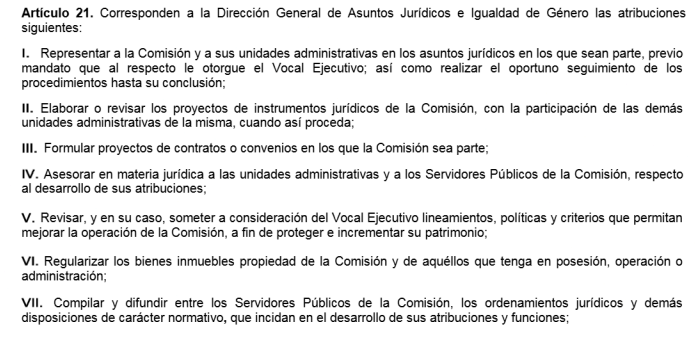 Artículo 21. Corresponden a la Dirección General de Asuntos Jurídicos e Igualdad de Género las atribuciones
siguientes:
I. Representar a la Comisión y a sus unidades administrativas en los asuntos jurídicos en los que sean parte, previo
mandato que al respecto le otorgue el Vocal Ejecutivo; así como realizar el oportuno seguimiento de los
procedimientos hasta su conclusión;
II. Elaborar o revisar los proyectos de instrumentos jurídicos de la Comisión, con la participación de las demás
unidades administrativas de la misma, cuando así proceda;
III. Formular proyectos de contratos o convenios en los que la Comisión sea parte;
IV. Asesorar en materia jurídica a las unidades administrativas y a los Servidores Públicos de la Comisión, respecto
al desarrollo de sus atribuciones;
V. Revisar, y en su caso, someter a consideración del Vocal Ejecutivo lineamientos, políticas y criterios que permitan
mejorar la operación de la Comisión, a fin de proteger e incrementar su patrimonio;
VI. Regularizar los bienes inmuebles propiedad de la Comisión y de aquéllos que tenga en posesión, operación o
administración;
VII. Compilar y difundir entre los Servidores Públicos de la Comisión, los ordenamientos jurídicos y demás
disposiciones de carácter normativo, que incidan en el desarrollo de sus atribuciones y funciones;